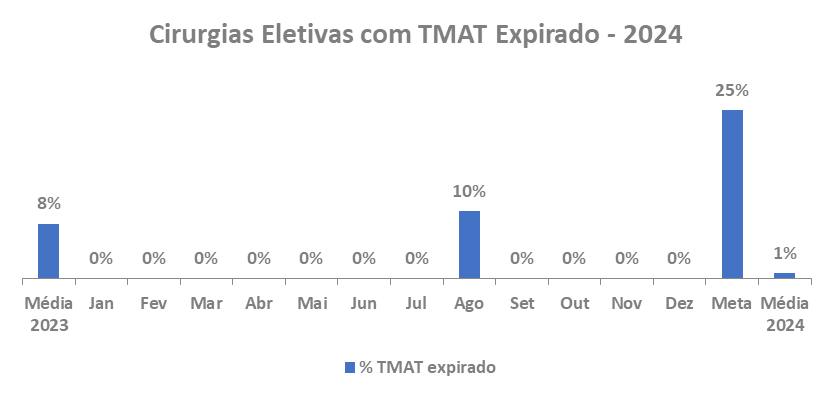 Cirurgias Eletivas com TMAT Expirado - 2024
8%
0%
0%
0%
0%
0%
0%
0%
10%
0%
0%
0%
0%
25%
1%
Média 2023
Jan
Fev
Mar
Abr
Mai
Jun
Jul
Ago
Set
Out
Nov
Dez
Meta
Média 2024
% TMAT expirado